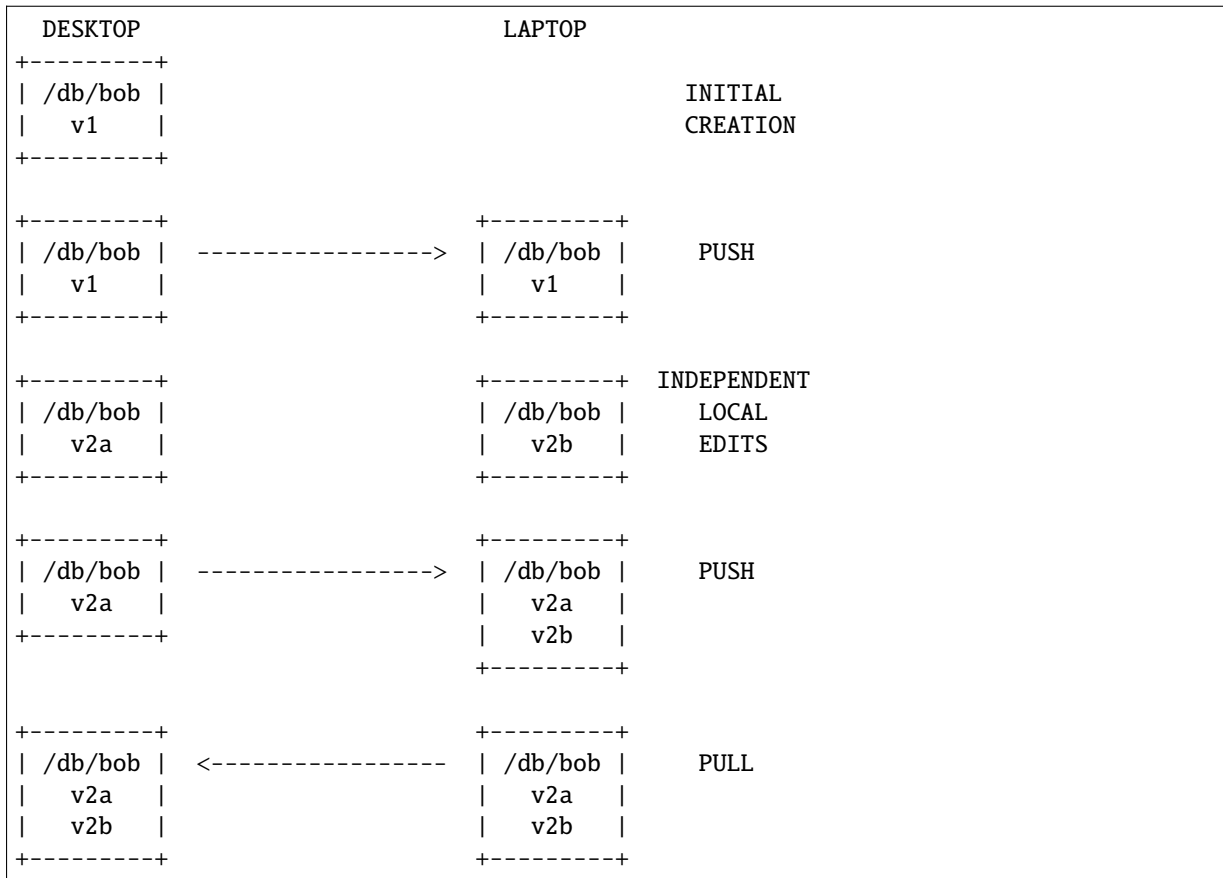 DESKTOP                      LAPTOP
+---------+
| /db/bob |                                  INITIAL
|   v1    |                                  CREATION
+---------+

+---------+                    +---------+
| /db/bob |  ----------------> | /db/bob |    PUSH
|   v1    |                    |   v1    |
+---------+                    +---------+

+---------+                    +---------+  INDEPENDENT
| /db/bob |                    | /db/bob |    LOCAL
|   v2a   |                    |   v2b   |    EDITS
+---------+                    +---------+

+---------+                    +---------+
| /db/bob |  ----------------> | /db/bob |    PUSH
|   v2a   |                    |   v2a   |
+---------+                    |   v2b   |
                               +---------+

+---------+                    +---------+
| /db/bob |  <---------------- | /db/bob |    PULL
|   v2a   |                    |   v2a   |
|   v2b   |                    |   v2b   |
+---------+                    +---------+